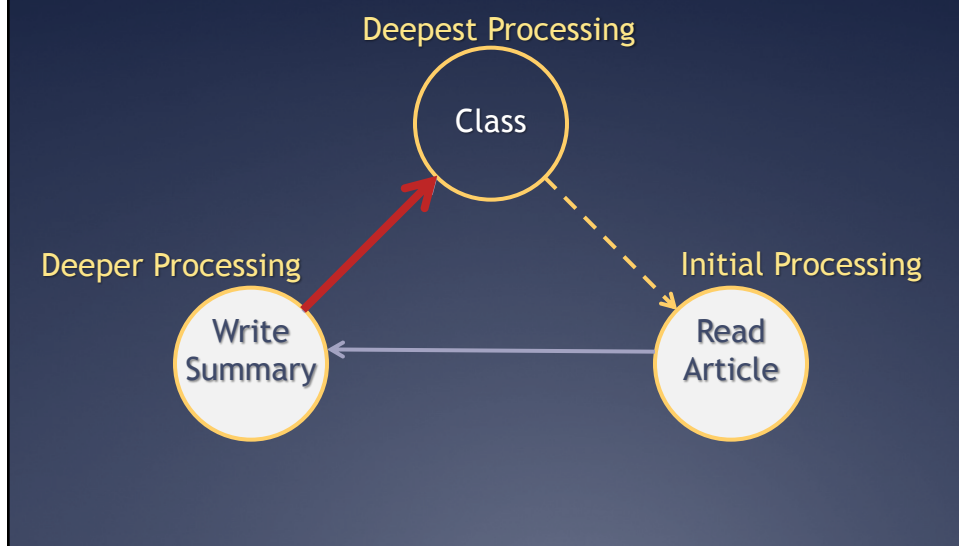 Deepest Processing
Class
Deeper Processing
Initial Processing
Write
Summary
Read
Article